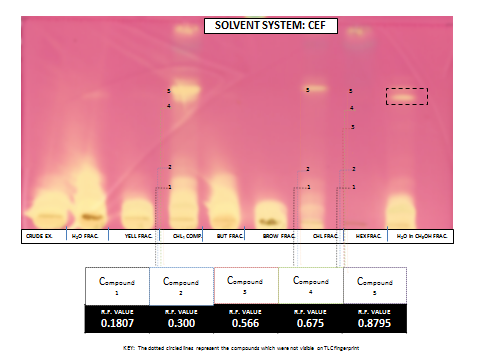 SOLVENT SYSTEM: CEF
5 5 5
4 4
3
2 2 2
1 1 1
CRUDE EX. H₂O FRAC. YELL FRAC. CHL, COMP. BUT FRAC. BROW FRAC. CHL FRAC. HEX FRAC. H₂O in CH₃OH FRAC.
Compound Compound Compound Compound Compound
1 2 3 4 5
R.F. VALUE R.F. VALUE R.F. VALUE R.F. VALUE R.F. VALUE
0.1807 0.300 0.566 0.675 0.8795
KEY: The dotted circled lines represent the compounds which were not visible on TLC fingerprint